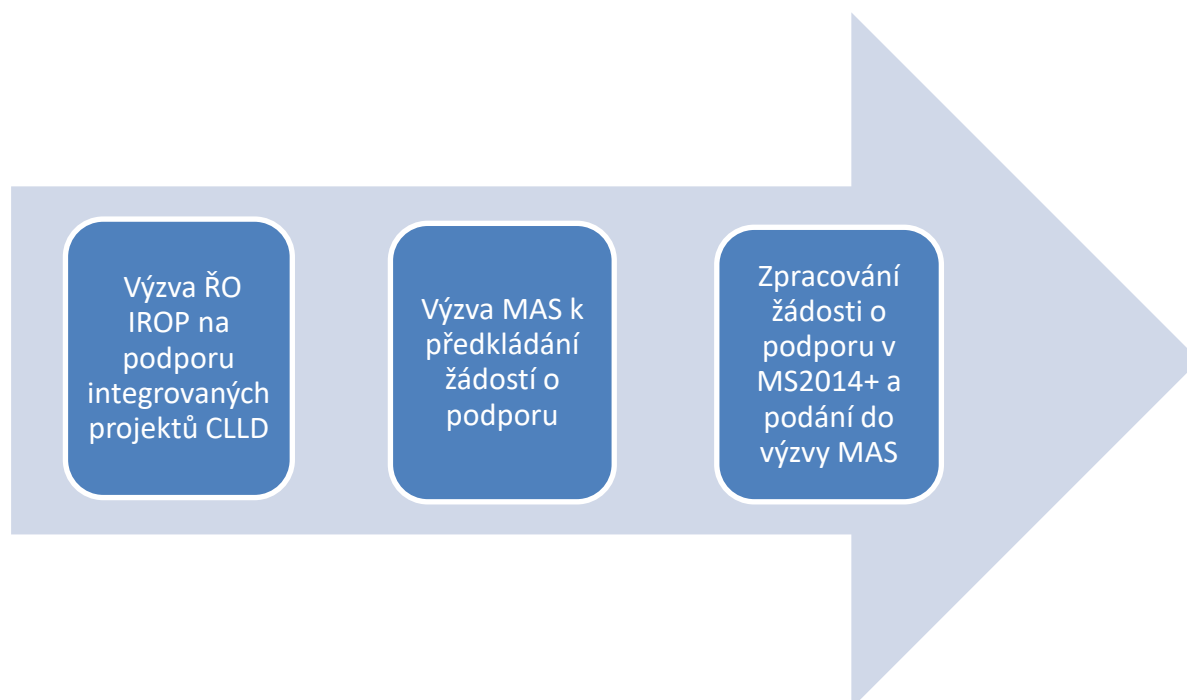 Výzva ŘO
IROP na
podporu
integrovaných
projektů CLLD
Výzva MAS k
předkládání
žádostí o
podporu
Zpracování
žádosti o
podporu v
MS2014+ a
podání do
výzvy MAS